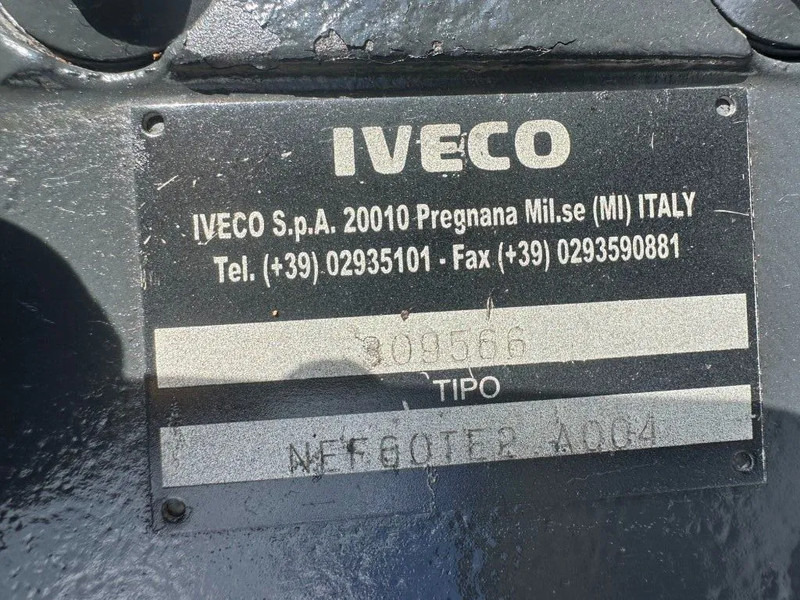 IVECO
IVECO S.p.A. 20010 Pregnana Mil.se (MI) ITALY
Tel. (+39) 02935101 - Fax (+39) 0293590881
309566
TIPO
NEF60TE2 A004